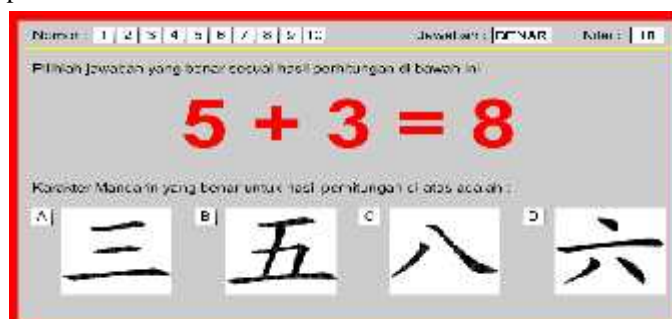 Nomor : 1 2 3 4 5 6 7 8 9 10 Jawaban : BENAR Nilai : 10
Pilihlah jawaban yang benar sesuai hasil perhitungan di bawah ini
5 + 3 = 8
Karakter Mandarin yang benar untuk hasil perhitungan di atas adalah :
A 三 B 五 C 八 D 六